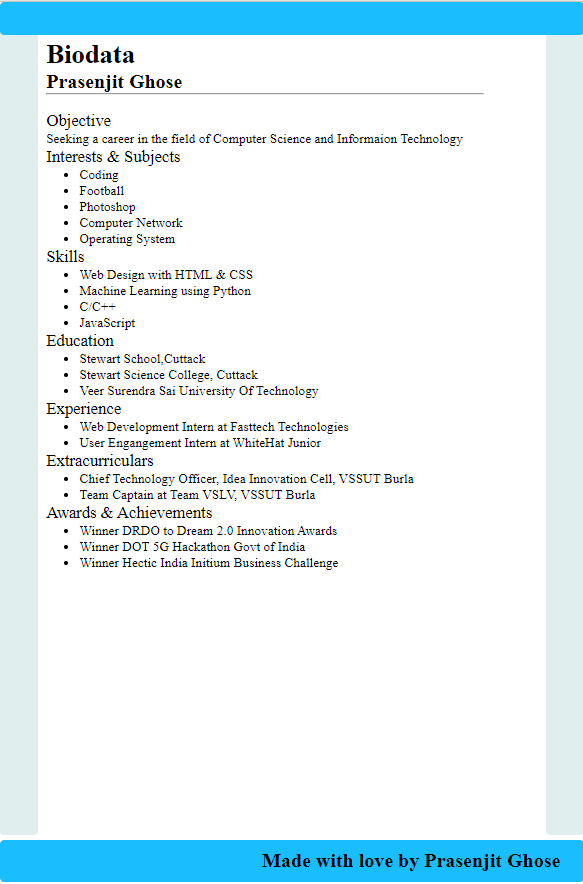 Biodata
Prasenjit Ghose
Objective
Seeking a career in the field of Computer Science and Informaion Technology
Interests & Subjects
• Coding
• Football
• Photoshop
• Computer Network
• Operating System
Skills
• Web Design with HTML & CSS
• Machine Learning using Python
• C/C++
• JavaScript
Education
• Stewart School,Cuttack
• Stewart Science College, Cuttack
• Veer Surendra Sai University Of Technology
Experience
• Web Development Intern at Fasttech Technologies
• User Engangement Intern at WhiteHat Junior
Extracurriculars
• Chief Technology Officer, Idea Innovation Cell, VSSUT Burla
• Team Captain at Team VSLV, VSSUT Burla
Awards & Achievements
• Winner DRDO to Dream 2.0 Innovation Awards
• Winner DOT 5G Hackathon Govt of India
• Winner Hectic India Initium Business Challenge
Made with love by Prasenjit Ghose